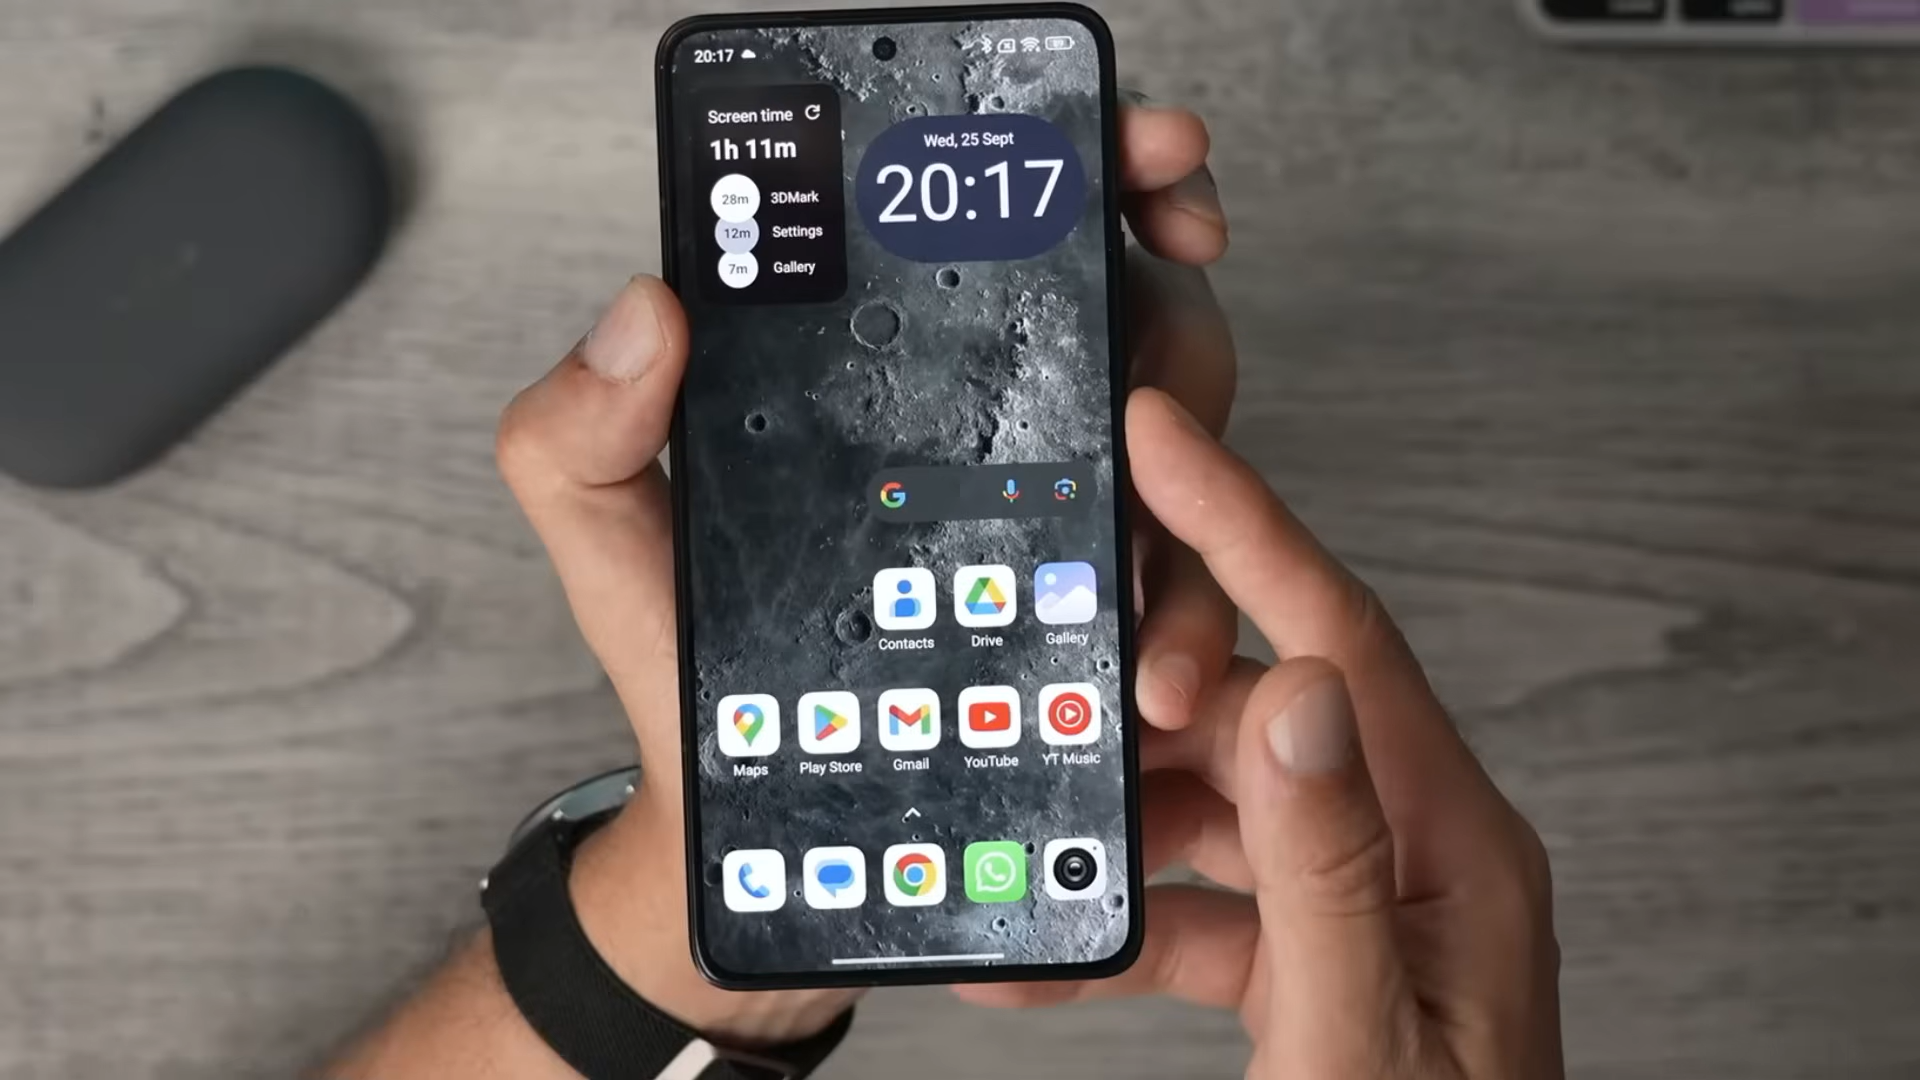 20:17
Screen time
1h 11m
28m 3DMark
12m Settings
7m Gallery
Wed, 25 Sept
20:17
Contacts
Drive
Gallery
Maps
Play Store
Gmail
YouTube
YT Music